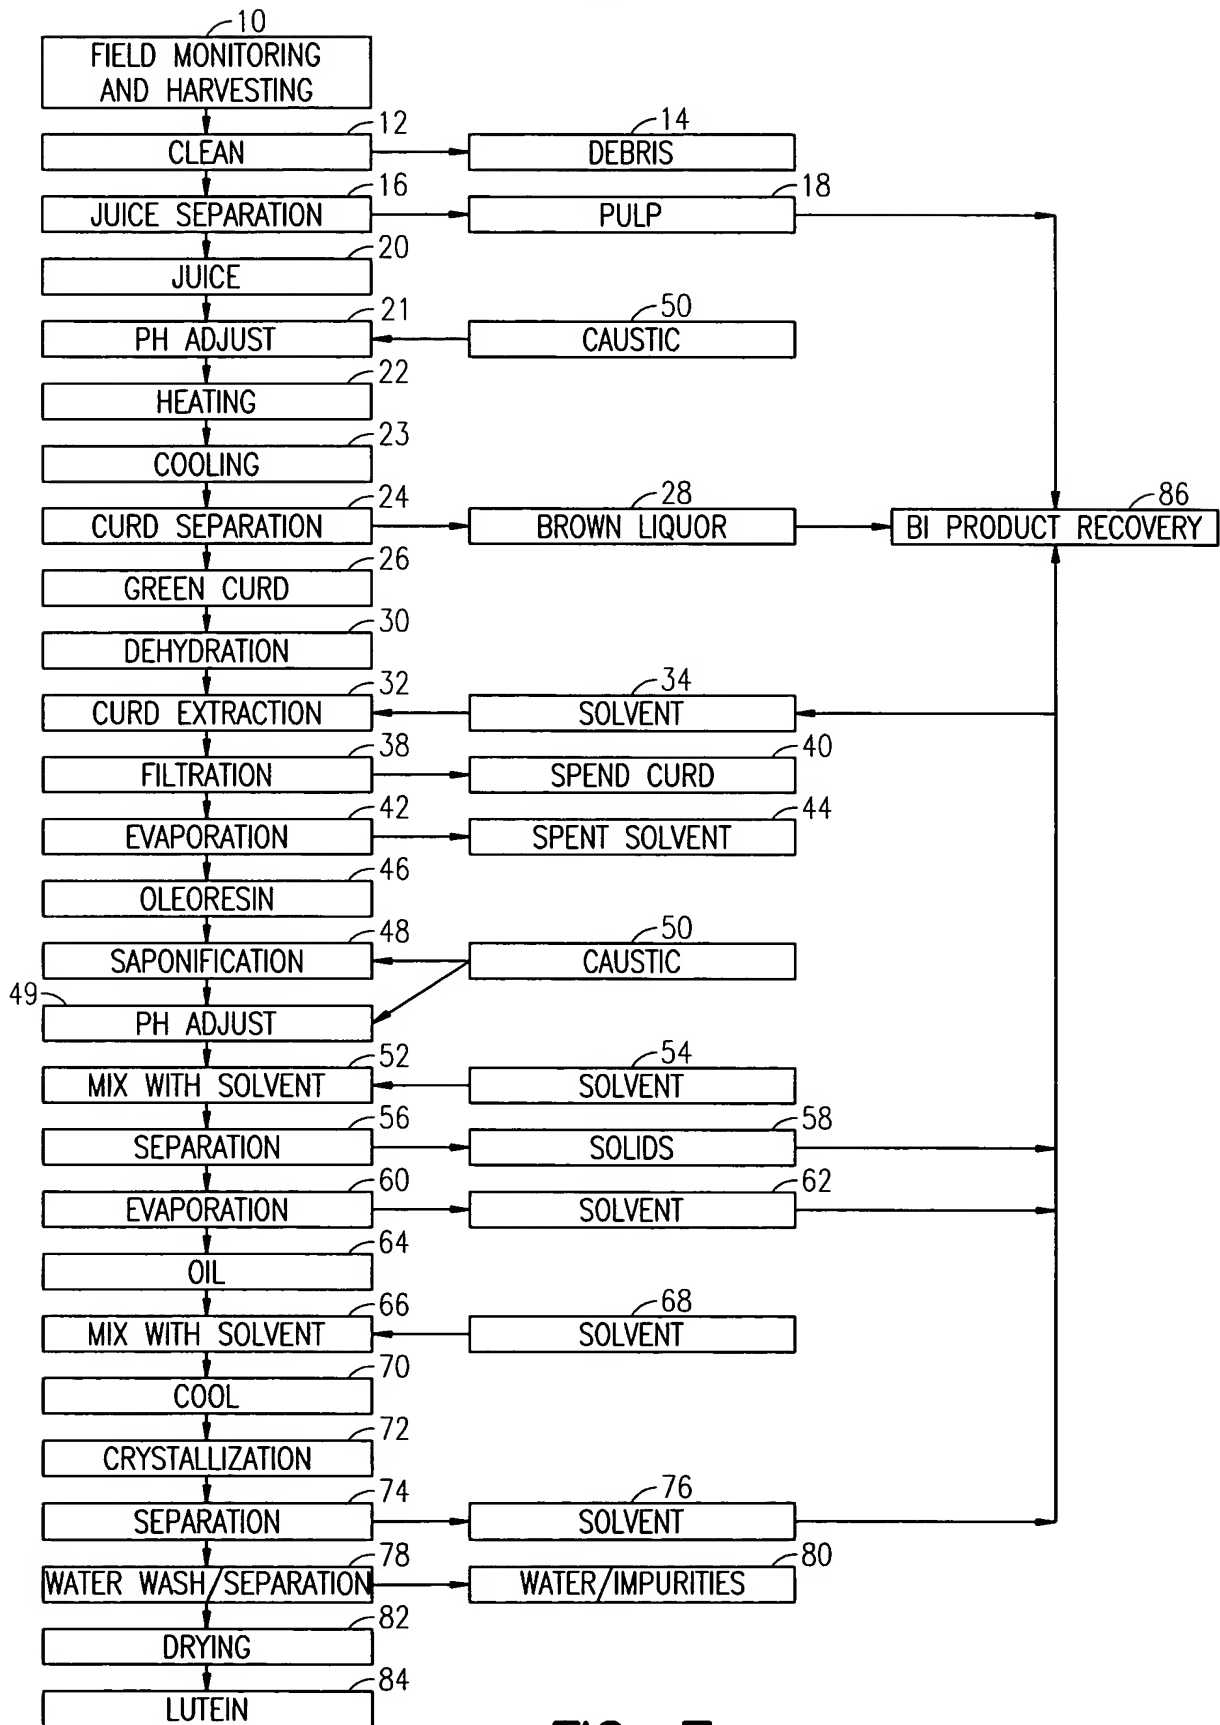 10
FIELD MONITORING
AND HARVESTING
12
CLEAN
14
DEBRIS
16
JUICE SEPARATION
18
PULP
20
JUICE
21
PH ADJUST
50
CAUSTIC
22
HEATING
23
COOLING
24
CURD SEPARATION
28
BROWN LIQUOR
86
BI PRODUCT RECOVERY
26
GREEN CURD
30
DEHYDRATION
32
CURD EXTRACTION
34
SOLVENT
38
FILTRATION
40
SPEND CURD
42
EVAPORATION
44
SPENT SOLVENT
46
OLEORESIN
48
SAPONIFICATION
50
CAUSTIC
49
PH ADJUST
52
MIX WITH SOLVENT
54
SOLVENT
56
SEPARATION
58
SOLIDS
60
EVAPORATION
62
SOLVENT
64
OIL
66
MIX WITH SOLVENT
68
SOLVENT
70
COOL
72
CRYSTALLIZATION
74
SEPARATION
76
SOLVENT
78
WATER WASH/SEPARATION
80
WATER/IMPURITIES
82
DRYING
84
LUTEIN